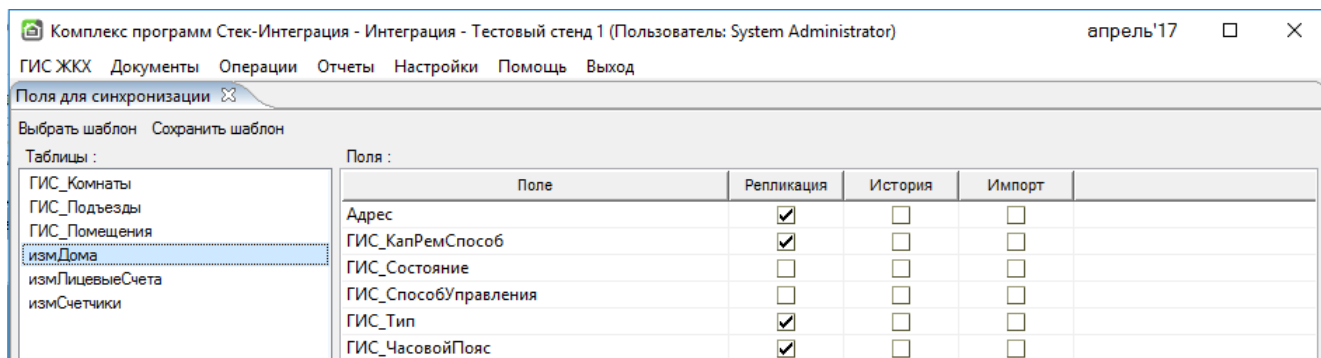 Комплекс программ Стек-Интеграция - Интеграция - Тестовый стенд 1 (Пользователь: System Administrator) апрель'17
ГИС ЖКХ Документы Операции Отчеты Настройки Помощь Выход
Поля для синхронизации
Выбрать шаблон Сохранить шаблон
Таблицы : Поля :
ГИС_Комнаты
ГИС_Подъезды
ГИС_Помещения
измДома
измЛицевыеСчета
измСчетчики
Поле Репликация История Импорт
Адрес
ГИС_КапРемСпособ
ГИС_Состояние
ГИС_СпособУправления
ГИС_Тип
ГИС_ЧасовойПояс